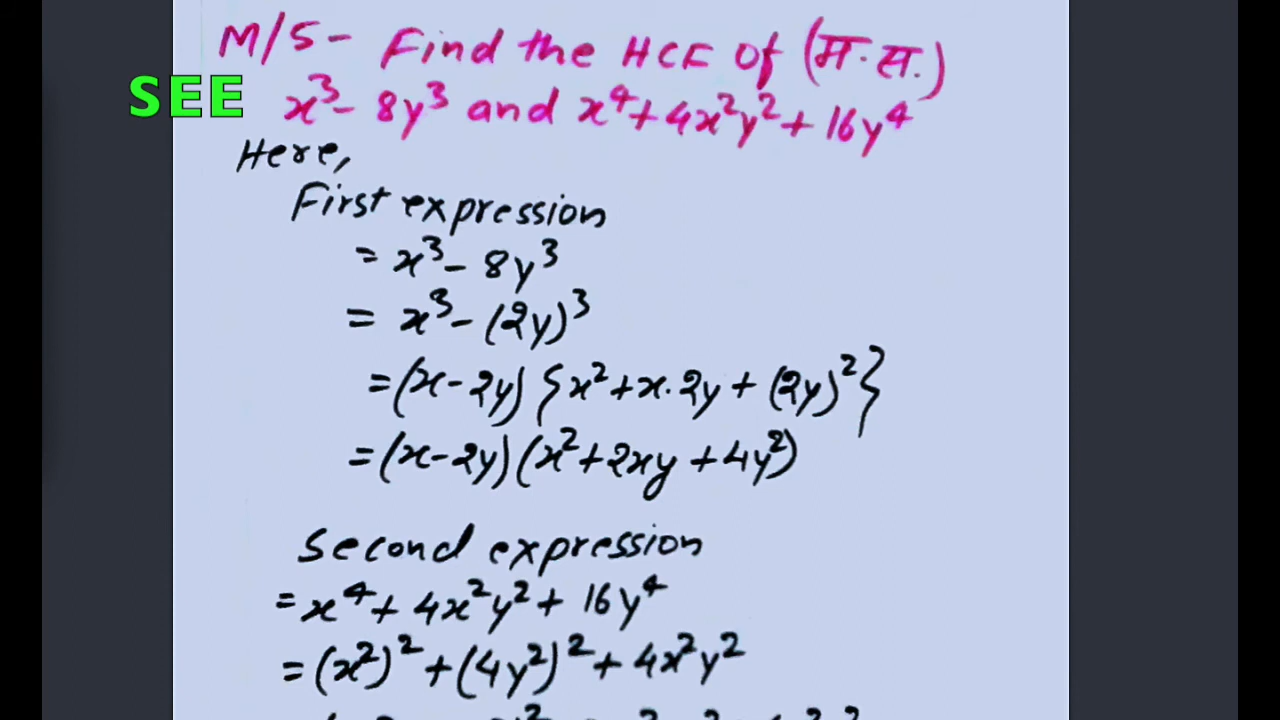 M/S- Find the HCF Of (म.स.)
SEE
x³- 8y³ and x⁴+4x²y²+16y⁴
Here,
First expression
= x³- 8y³
= x³-(2y)³
=(x-2y){x²+x.2y+(2y)²}
=(x-2y)(x²+2xy+4y²)
Second expression
=x⁴+4x²y²+16y⁴
=(x²)²+(4y²)²+4x²y²